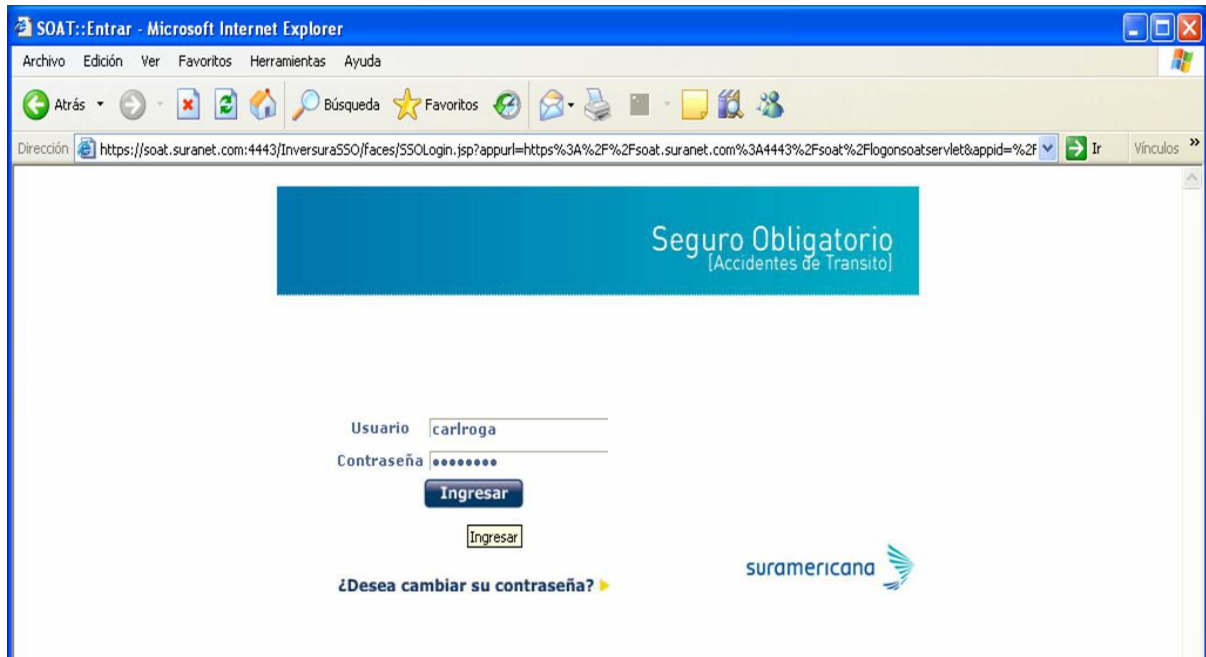 SOAT::Entrar - Microsoft Internet Explorer
Archivo Edición Ver Favoritos Herramientas Ayuda
Atrás Búsqueda Favoritos
Dirección https://soat.suranet.com:4443/InversuraSSO/faces/SSOLogin.jsp?appurl=https%3A%2F%2Fsoat.suranet.com%3A4443%2Fsoat%2Flogonsoatservlet&appid=%2F Ir Vínculos »
Seguro Obligatorio
[Accidentes de Transito]
Usuario carlroga
Contraseña ••••••••
Ingresar
Ingresar
suramericana
¿Desea cambiar su contraseña?